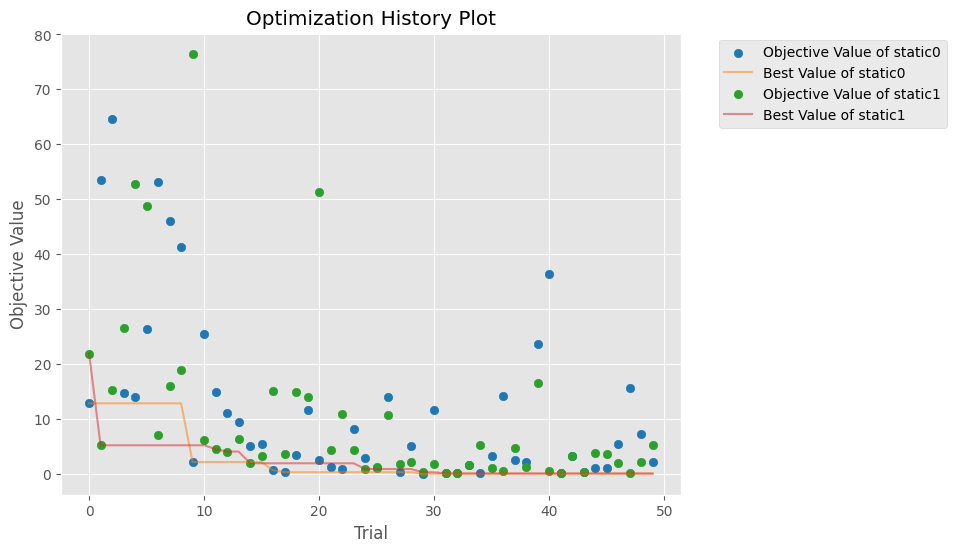 Optimization History Plot
80
70
60
50
40
30
20
10
0
Objective Value
0 10 20 30 40 50
Trial
Objective Value of static0
Best Value of static0
Objective Value of static1
Best Value of static1